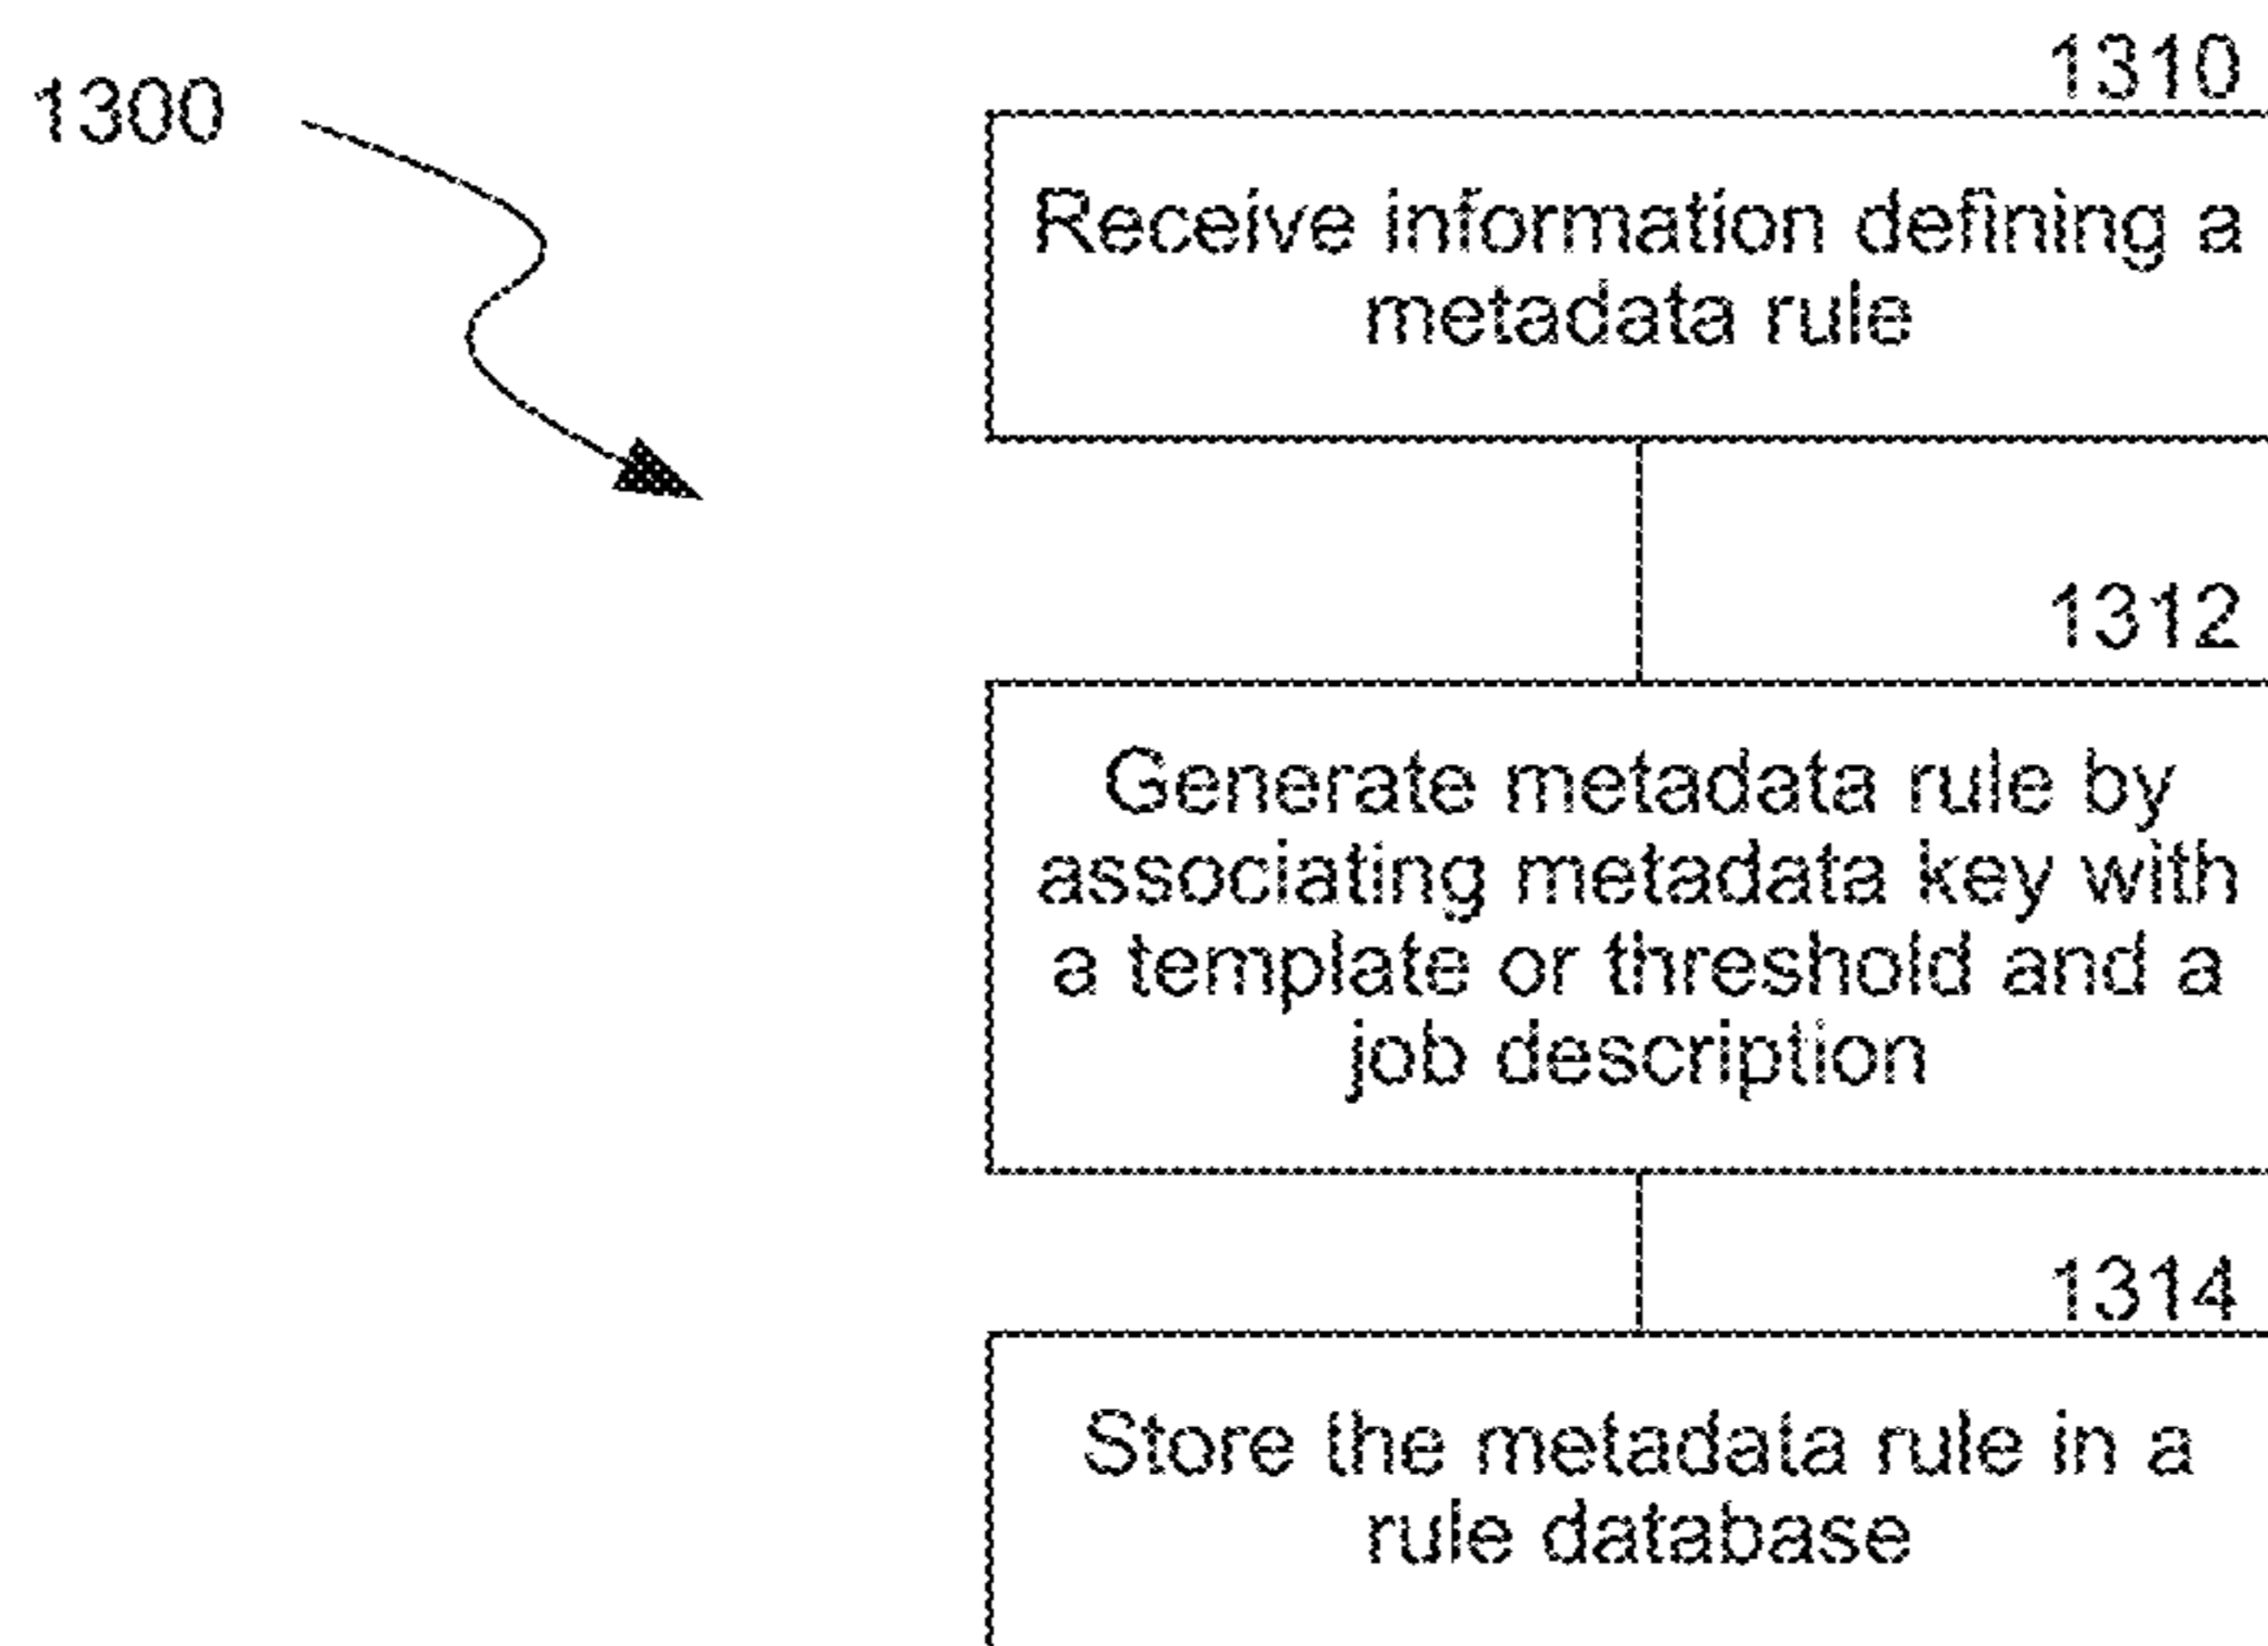 1300
1310
Receive information defining a
metadata rule
1312
Generate metadata rule by
associating metadata key with
a template or threshold and a
job description
1314
Store the metadata rule in a
rule database